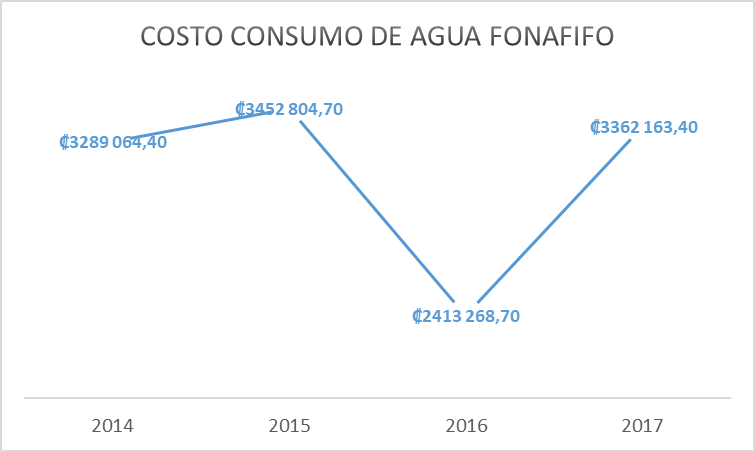 COSTO CONSUMO DE AGUA FONAFIFO
₡3452 804,70
₡3289 064,40
₡3362 163,40
₡2413 268,70
2014 2015 2016 2017